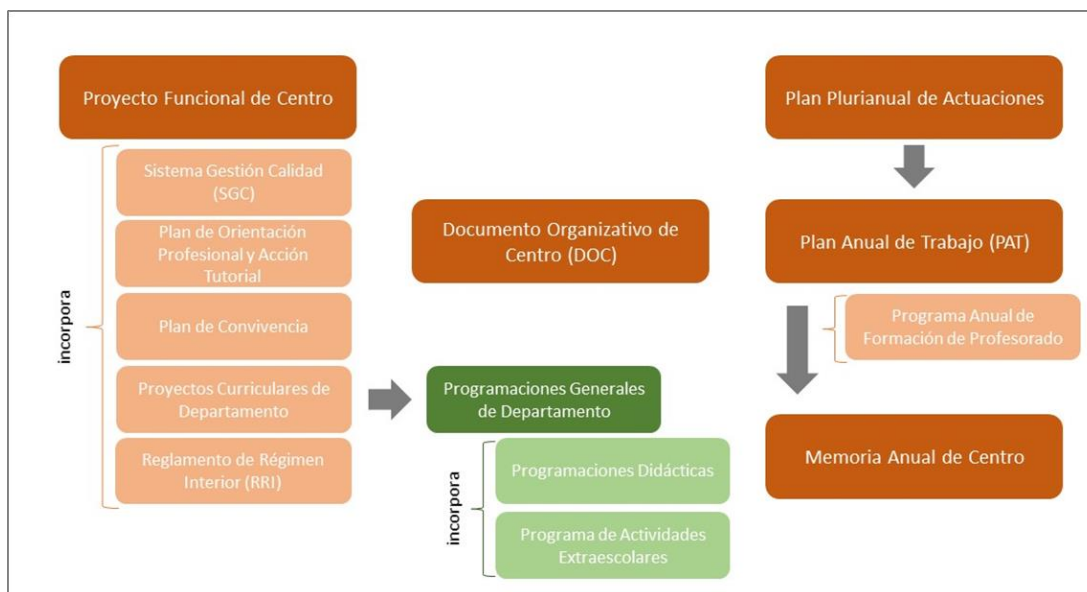 Proyecto Funcional de Centro
incorpora
Sistema Gestión Calidad
(SGC)
Plan de Orientación
Profesional y Acción
Tutorial
Plan de Convivencia
Proyectos Curriculares de
Departamento
Reglamento de Régimen
Interior (RRI)
Documento Organizativo de
Centro (DOC)
Programaciones Generales
de Departamento
incorpora
Programaciones Didácticas
Programa de Actividades
Extraescolares
Plan Plurianual de Actuaciones
Plan Anual de Trabajo (PAT)
Programa Anual de
Formación de Profesorado
Memoria Anual de Centro